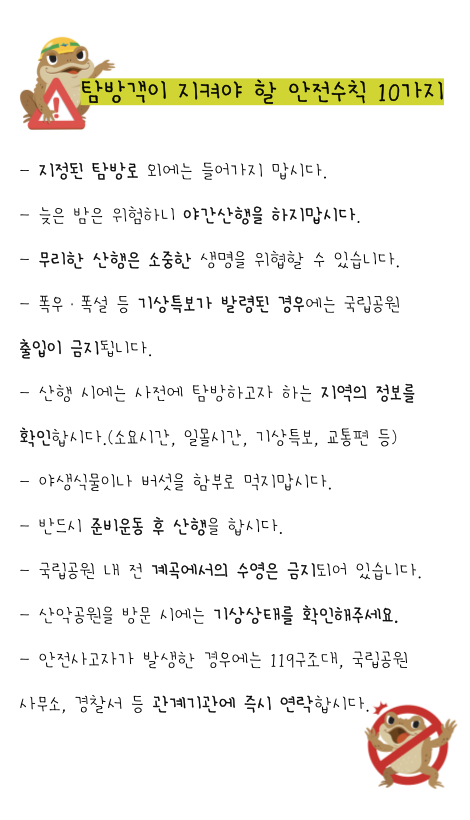 탐방객이 지켜야 할 안전수칙 10가지
- 지정된 탐방로 외에는 들어가지 맙시다.
- 늦은 밤은 위험하니 야간산행을 하지맙시다.
- 무리한 산행은 소중한 생명을 위협할 수 있습니다.
- 폭우·폭설 등 기상특보가 발령된 경우에는 국립공원
출입이 금지됩니다.
- 산행 시에는 사전에 탐방하고자 하는 지역의 정보를
확인합시다.(소요시간, 일몰시간, 기상특보, 교통편 등)
- 야생식물이나 버섯을 함부로 먹지맙시다.
- 반드시 준비운동 후 산행을 합시다.
- 국립공원 내 전 계곡에서의 수영은 금지되어 있습니다.
- 산악공원을 방문 시에는 기상상태를 확인해주세요.
- 안전사고자가 발생한 경우에는 119구조대, 국립공원
사무소, 경찰서 등 관계기관에 즉시 연락합시다.